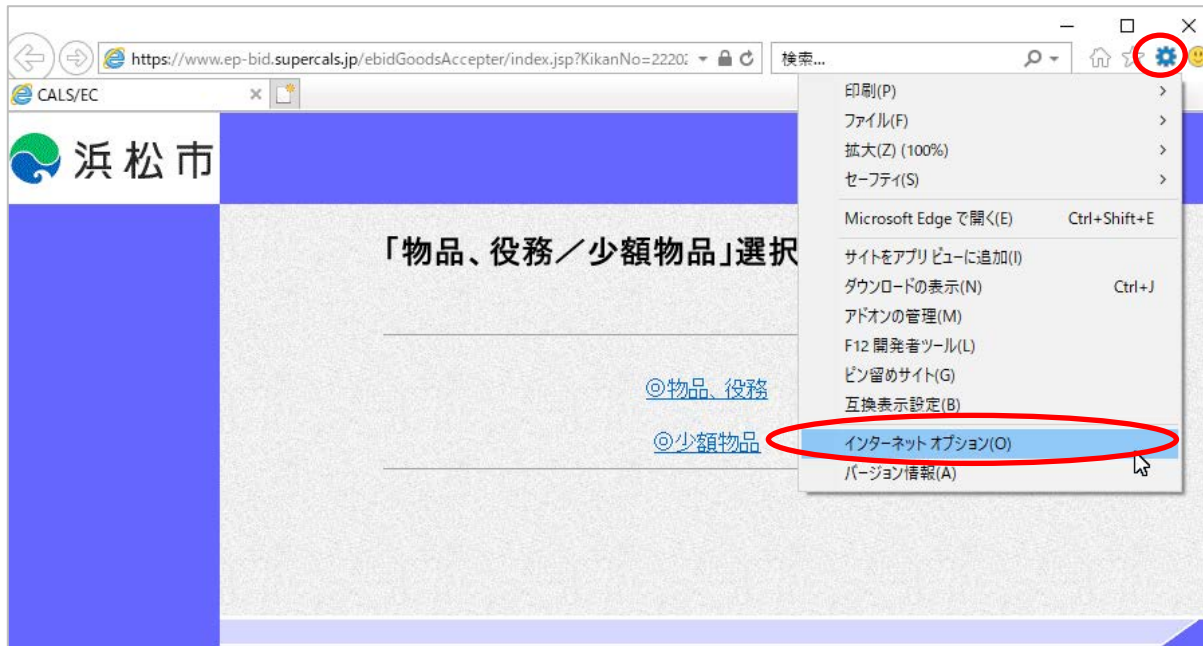 https://www.ep-bid.supercals.jp/ebidGoodsAccepter/index.jsp?KikanNo=2220
検索...
CALS/EC
浜松市
「物品、役務／少額物品」選択
◎物品、役務
◎少額物品
印刷(P)
ファイル(F)
拡大(Z) (100%)
セーフティ(S)
Microsoft Edge で開く(E) Ctrl+Shift+E
サイトをアプリ ビューに追加(I)
ダウンロードの表示(N) Ctrl+J
アドオンの管理(M)
F12 開発者ツール(L)
ピン留めサイト(G)
互換表示設定(B)
インターネット オプション(O)
バージョン情報(A)